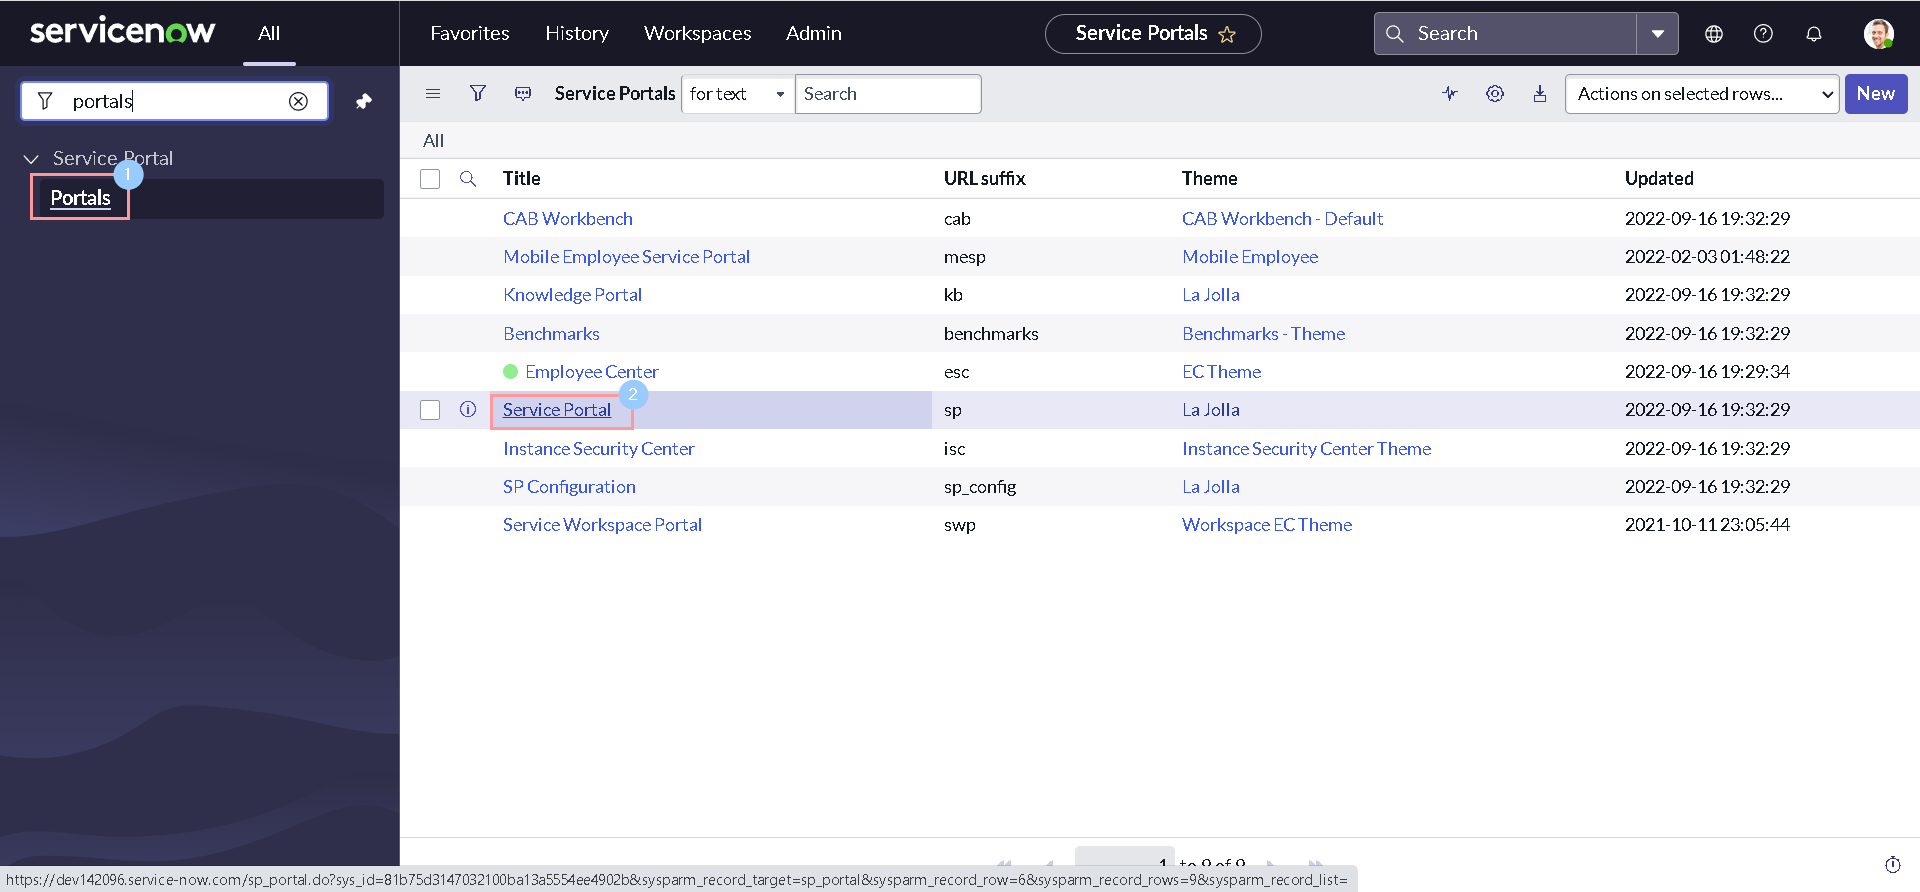 servicenow
All
Favorites
History
Workspaces
Admin
Service Portals
Search
portals
Service Portals
for text
Search
Actions on selected rows...
New
Service Portal
1
Portals
All
Title URL suffix Theme Updated
CAB Workbench cab CAB Workbench - Default 2022-09-16 19:32:29
Mobile Employee Service Portal mesp Mobile Employee 2022-02-03 01:48:22
Knowledge Portal kb La Jolla 2022-09-16 19:32:29
Benchmarks benchmarks Benchmarks - Theme 2022-09-16 19:32:29
Employee Center esc EC Theme 2022-09-16 19:29:34
2
Service Portal sp La Jolla 2022-09-16 19:32:29
Instance Security Center isc Instance Security Center Theme 2022-09-16 19:32:29
SP Configuration sp_config La Jolla 2022-09-16 19:32:29
Service Workspace Portal swp Workspace EC Theme 2021-10-11 23:05:44
1 to 9 of 9
https://dev142096.service-now.com/sp_portal.do?sys_id=81b75d3147032100ba13a5554ee4902b&sysparm_record_target=sp_portal&sysparm_record_row=6&sysparm_record_rows=9&sysparm_record_list=